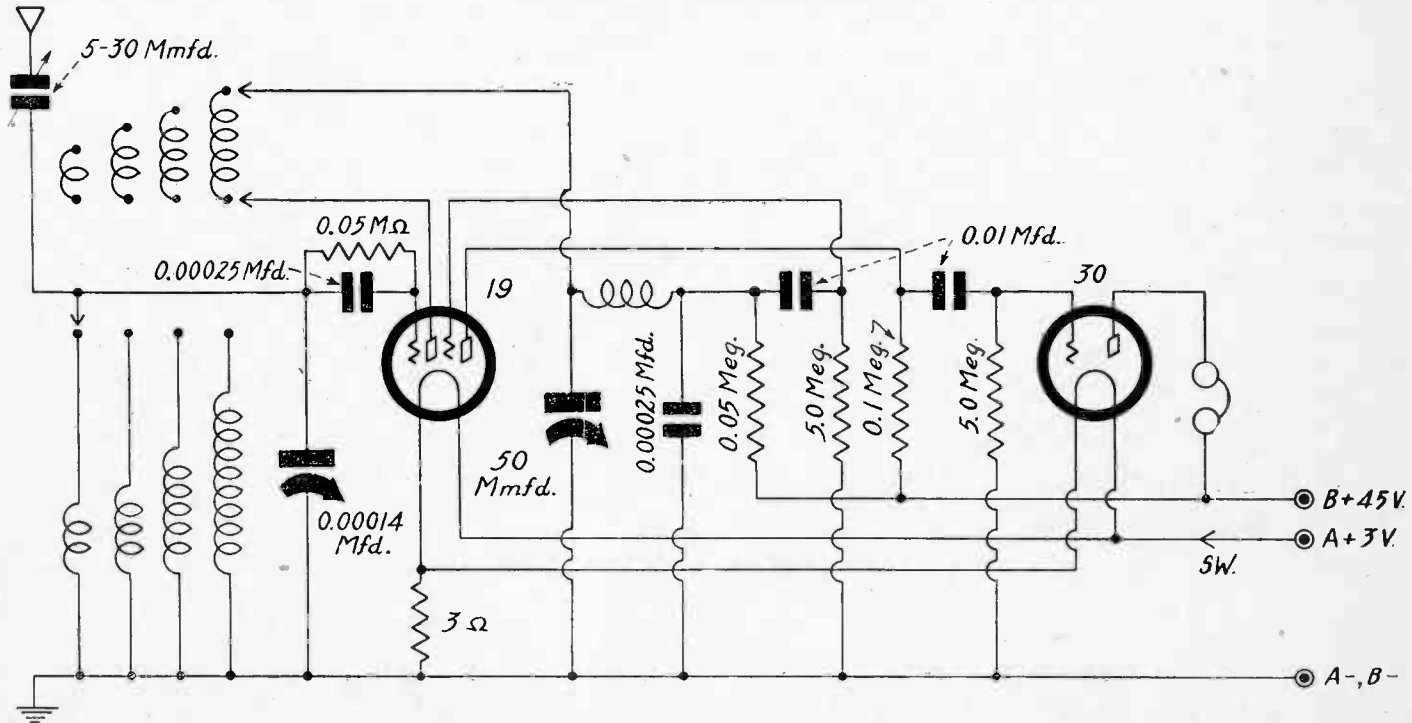 5-30 Mmfd.
0.05 MΩ
0.00025 Mfd.
19
0.01 Mfd.
30
0.00025 Mfd.
0.05 Meg.
5.0 Meg.
0.1 Meg.
5.0 Meg.
50
Mmfd.
0.00014
Mfd.
B+45V.
A+3V.
SW.
3 Ω
A-, B-